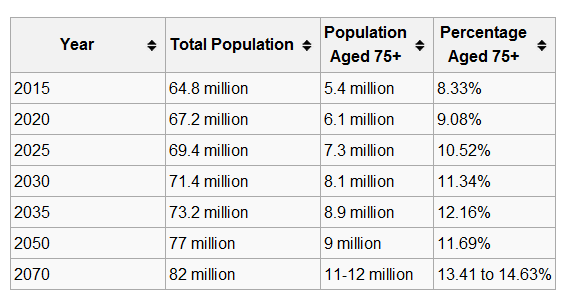 Year Total Population Population Aged 75+ Percentage Aged 75+
2015 64.8 million 5.4 million 8.33%
2020 67.2 million 6.1 million 9.08%
2025 69.4 million 7.3 million 10.52%
2030 71.4 million 8.1 million 11.34%
2035 73.2 million 8.9 million 12.16%
2050 77 million 9 million 11.69%
2070 82 million 11-12 million 13.41 to 14.63%